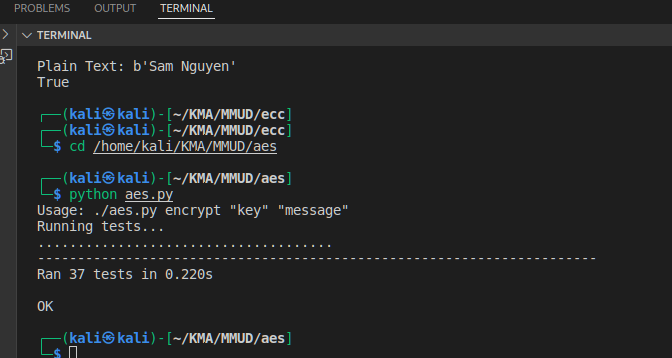 PROBLEMS OUTPUT TERMINAL
TERMINAL
Plain Text: b'Sam Nguyen'
True
┌──(kali㉿kali)-[~/KMA/MMUD/ecc]
┌──(kali㉿kali)-[~/KMA/MMUD/ecc]
└─$ cd /home/kali/KMA/MMUD/aes
┌──(kali㉿kali)-[~/KMA/MMUD/aes]
└─$ python aes.py
Usage: ./aes.py encrypt "key" "message"
Running tests...
.....................................
----------------------------------------------------------------------
Ran 37 tests in 0.220s
OK
┌──(kali㉿kali)-[~/KMA/MMUD/aes]
└─$